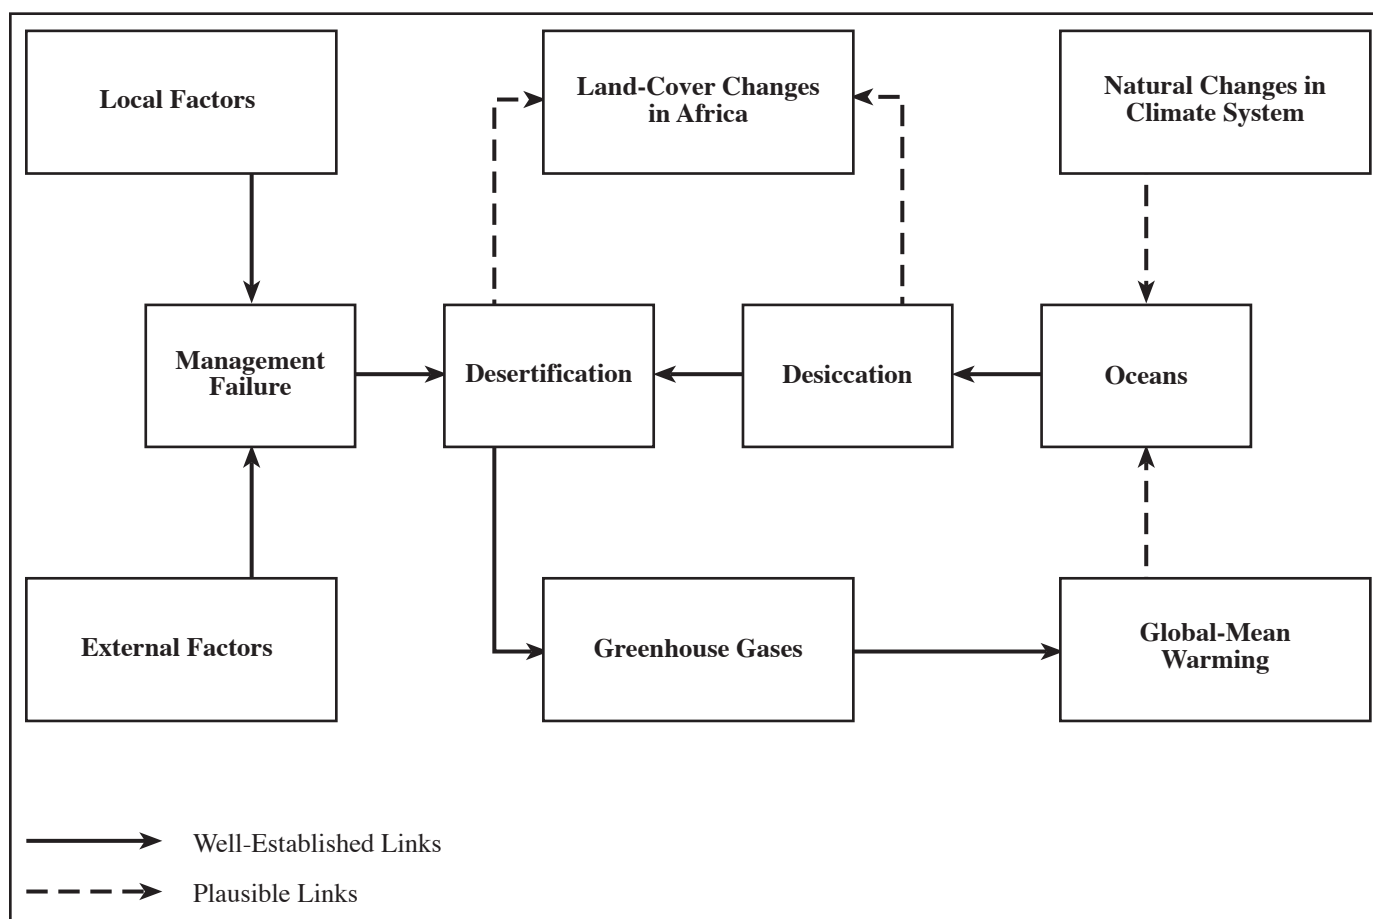 Local Factors
Land-Cover Changes
in Africa
Natural Changes in
Climate System
Management
Failure
Desertification
Desiccation
Oceans
External Factors
Greenhouse Gases
Global-Mean
Warming
Well-Established Links
Plausible Links